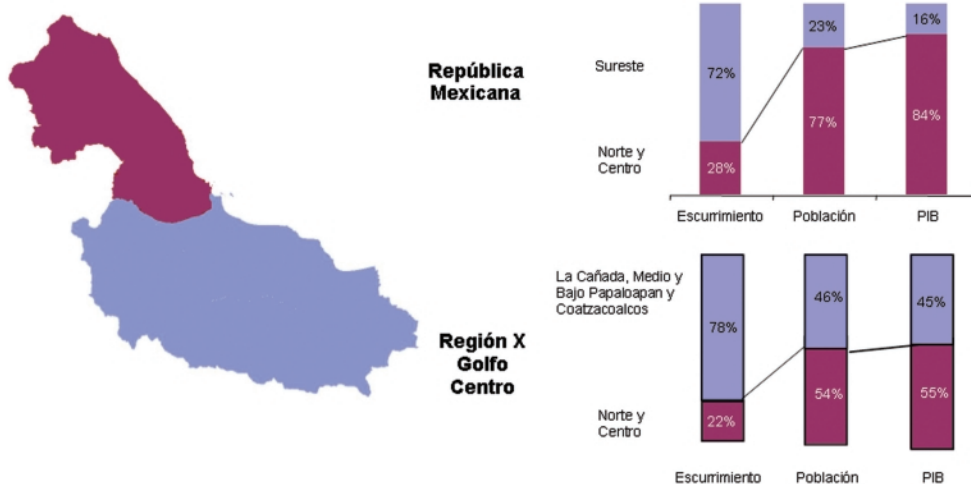 República
Mexicana
Sureste
Norte y
Centro
72%
28%
23%
77%
16%
84%
Escurrimiento
Población
PIB
Región X
Golfo
Centro
La Cañada, Medio y
Bajo Papaloapan y
Coatzacoalcos
Norte y
Centro
78%
22%
46%
54%
45%
55%
Escurrimiento
Población
PIB